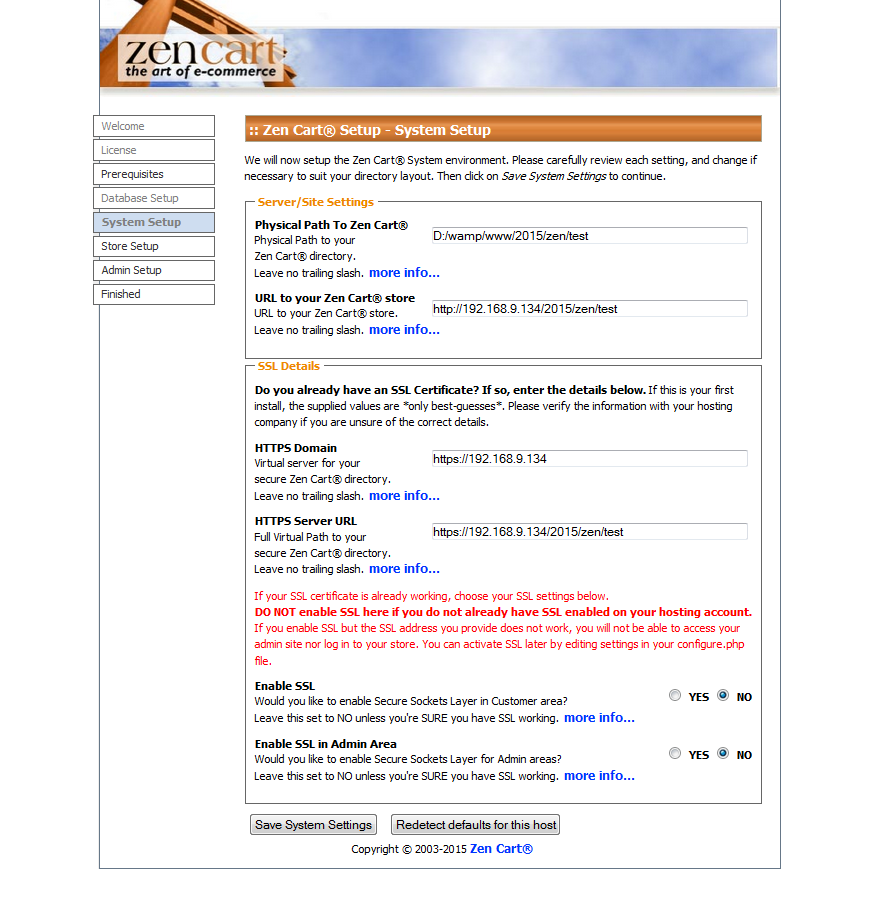 zencart
the art of e-commerce
Welcome
License
Prerequisites
Database Setup
System Setup
Store Setup
Admin Setup
Finished
:: Zen Cart® Setup - System Setup
We will now setup the Zen Cart® System environment. Please carefully review each setting, and change if
necessary to suit your directory layout. Then click on Save System Settings to continue.
Server/Site Settings
Physical Path To Zen Cart®
Physical Path to your
Zen Cart® directory.
Leave no trailing slash. more info...
D:/wamp/www/2015/zen/test
URL to your Zen Cart® store
URL to your Zen Cart® store.
Leave no trailing slash. more info...
http://192.168.9.134/2015/zen/test
SSL Details
Do you already have an SSL Certificate? If so, enter the details below. If this is your first
install, the supplied values are *only best-guesses*. Please verify the information with your hosting
company if you are unsure of the correct details.
HTTPS Domain
Virtual server for your
secure Zen Cart® directory.
Leave no trailing slash. more info...
https://192.168.9.134
HTTPS Server URL
Full Virtual Path to your
secure Zen Cart® directory.
Leave no trailing slash. more info...
https://192.168.9.134/2015/zen/test
If your SSL certificate is already working, choose your SSL settings below.
DO NOT enable SSL here if you do not already have SSL enabled on your hosting account.
If you enable SSL but the SSL address you provide does not work, you will not be able to access your
admin site nor log in to your store. You can activate SSL later by editing settings in your configure.php
file.
Enable SSL
Would you like to enable Secure Sockets Layer in Customer area?
Leave this set to NO unless you're SURE you have SSL working. more info...
YES NO
Enable SSL in Admin Area
Would you like to enable Secure Sockets Layer for Admin areas?
Leave this set to NO unless you're SURE you have SSL working. more info...
YES NO
Save System Settings Redetect defaults for this host
Copyright © 2003-2015 Zen Cart®